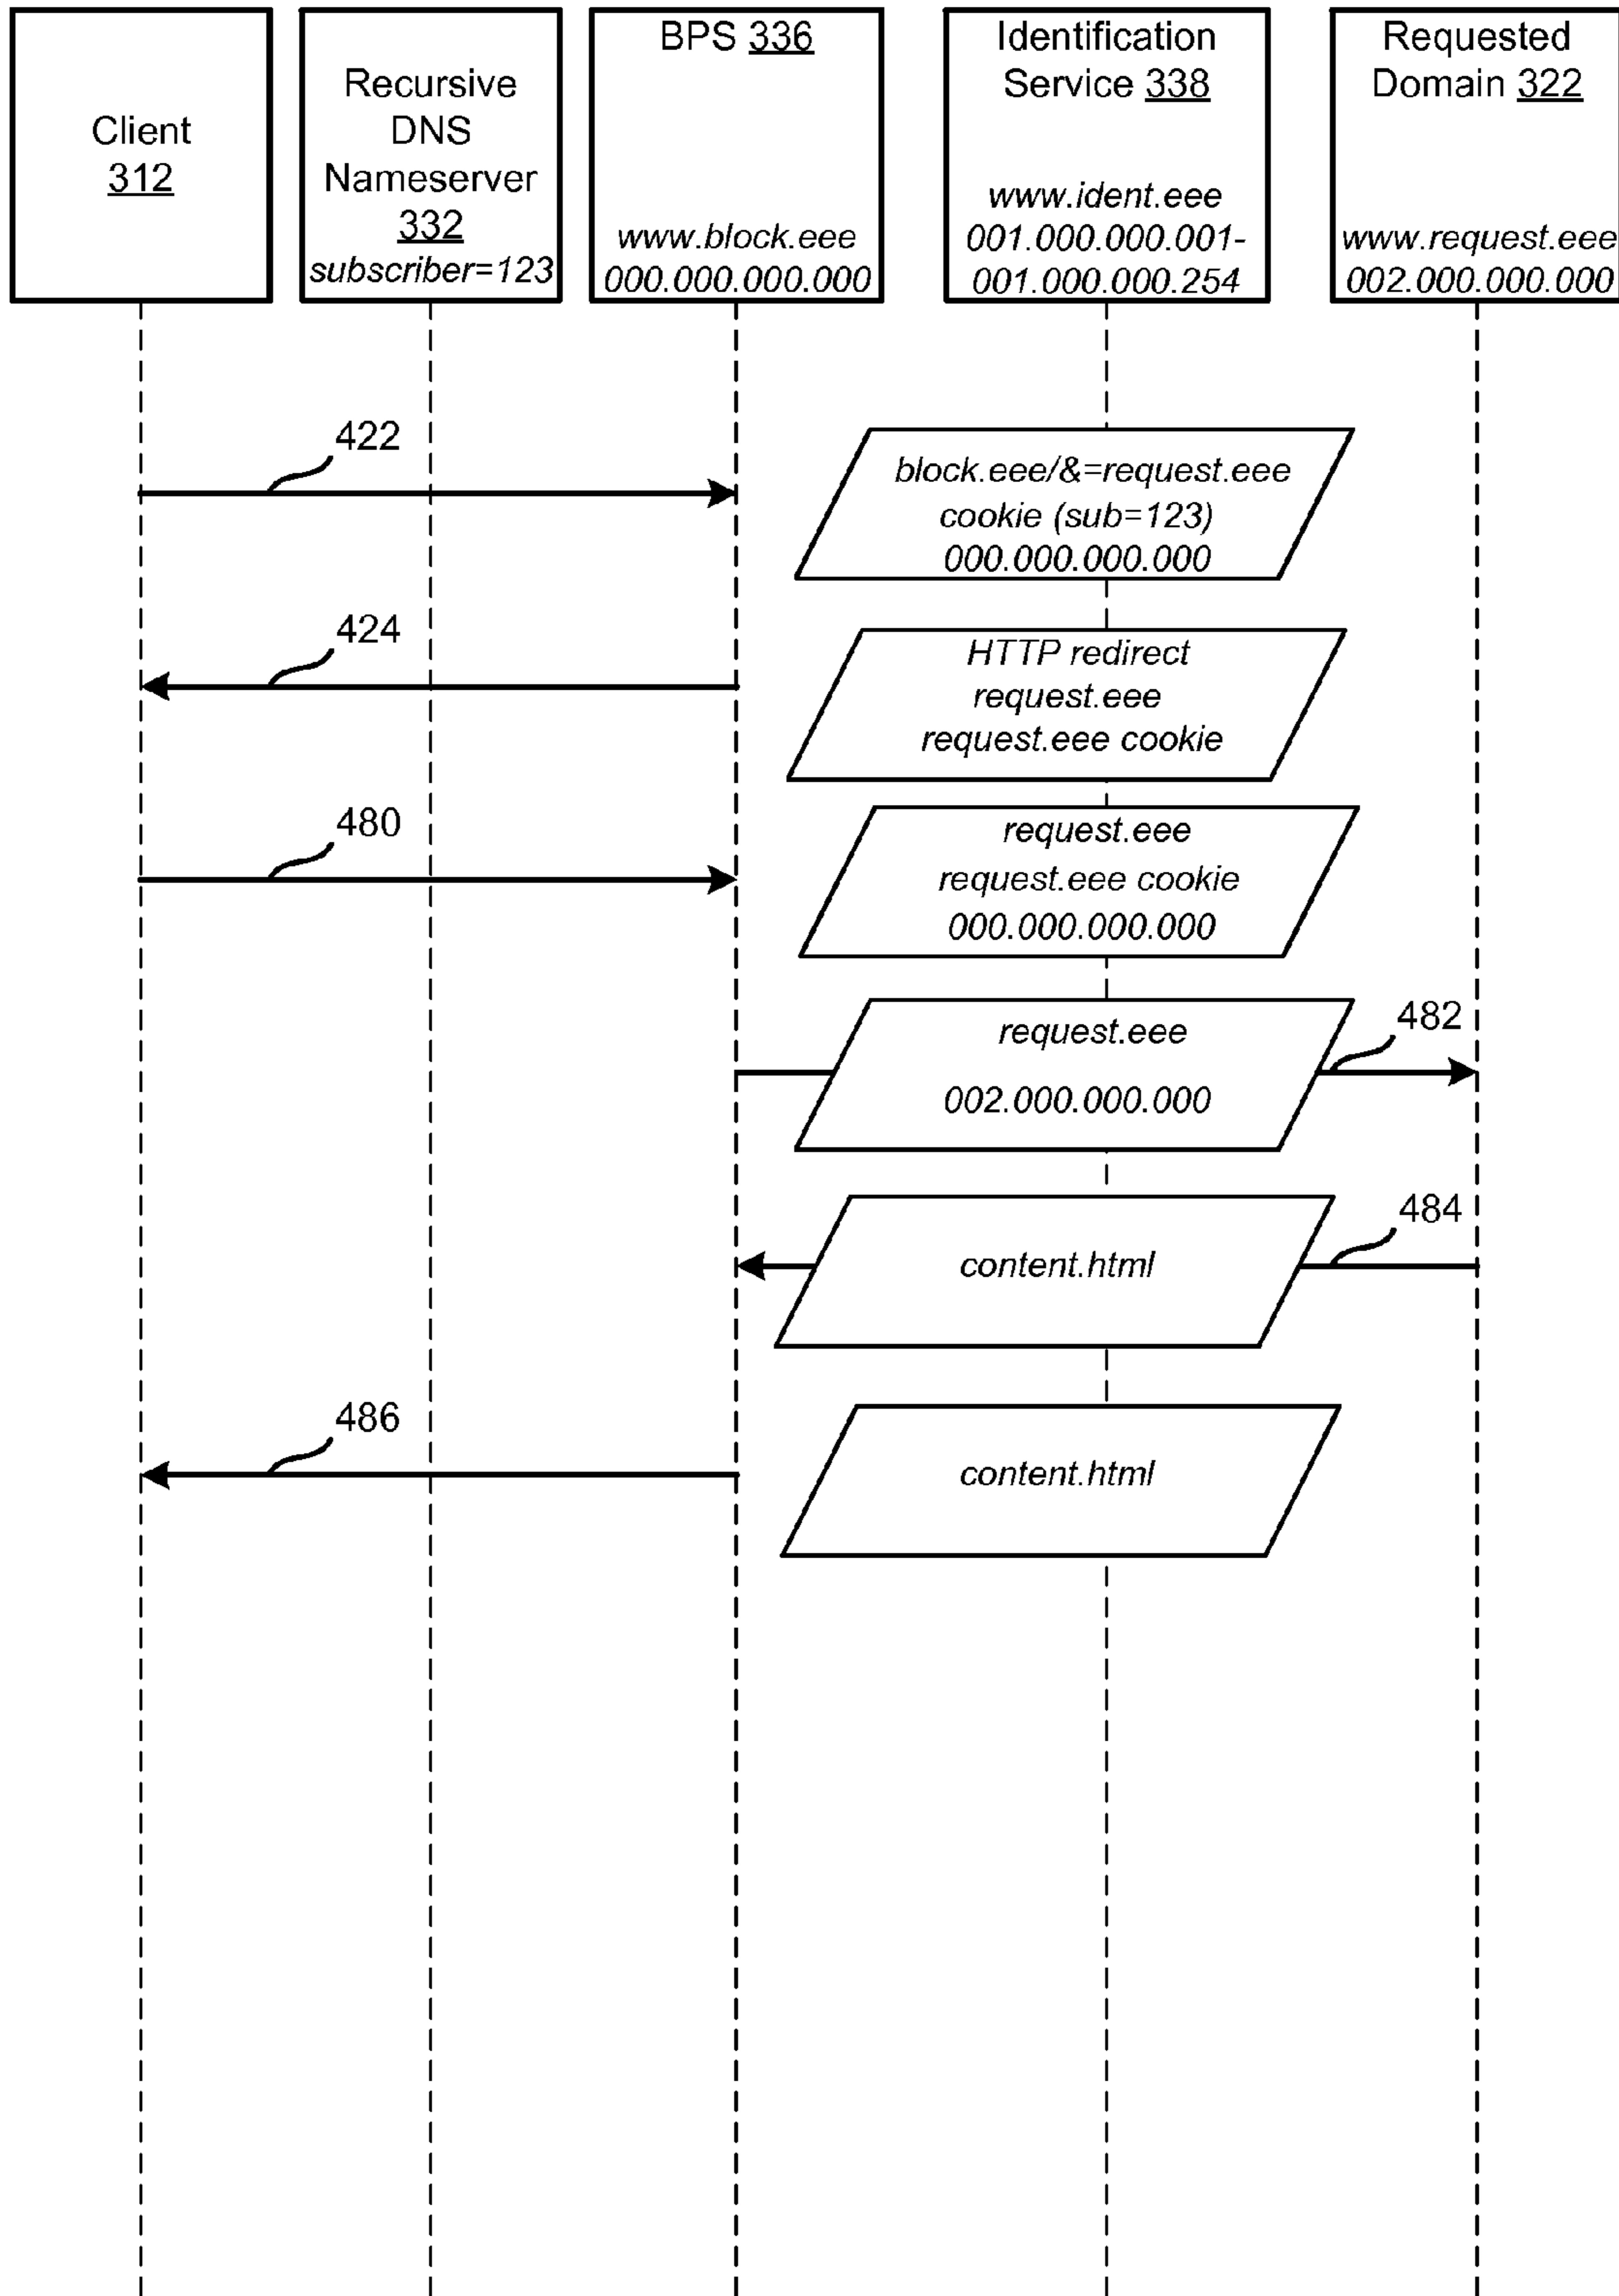 Client
312
Recursive
DNS
Nameserver
332
subscriber=123
BPS 336
www.block.eee
000.000.000.000
Identification
Service 338
www.ident.eee
001.000.000.001-
001.000.000.254
Requested
Domain 322
www.request.eee
002.000.000.000
422
block.eee/&=request.eee
cookie (sub=123)
000.000.000.000
424
HTTP redirect
request.eee
request.eee cookie
480
request.eee
request.eee cookie
000.000.000.000
482
request.eee
002.000.000.000
484
content.html
486
content.html